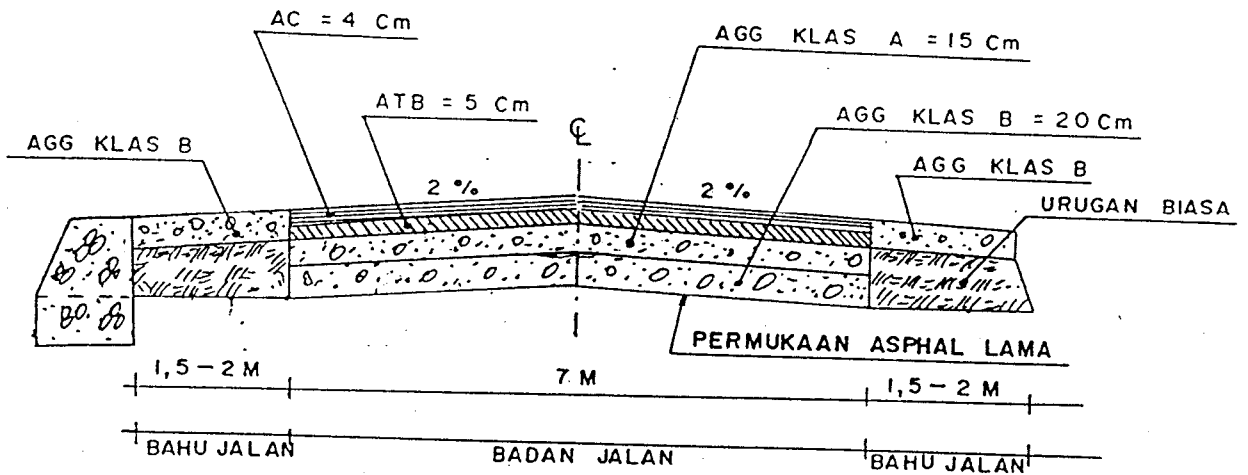 AC = 4 Cm
AGG KLAS A = 15 Cm
ATB = 5 Cm
AGG KLAS B = 20 Cm
AGG KLAS B
CL
AGG KLAS B
2 %
2 %
URUGAN BIASA
PERMUKAAN ASPHAL LAMA
1,5 - 2 M
7 M
1,5 - 2 M
BAHU JALAN
BADAN JALAN
BAHU JALAN